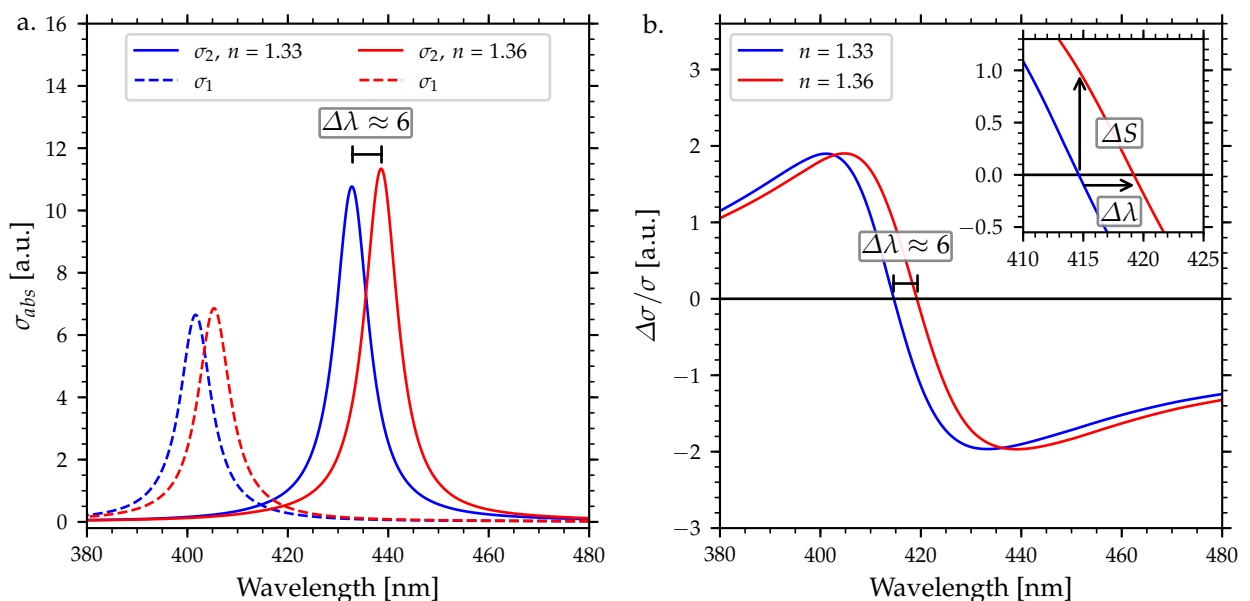 a.
σ₂, n = 1.33
σ₂, n = 1.36
σ₁
σ₁
Δλ ≈ 6
16
14
12
10
8
6
4
2
0
σabs [a.u.]
380
400
420
440
460
480
Wavelength [nm]
b.
n = 1.33
n = 1.36
3
2
1
0
−1
−2
−3
Δσ/σ [a.u.]
Δλ ≈ 6
380
400
420
440
460
480
Wavelength [nm]
1.0
0.5
0.0
−0.5
ΔS
Δλ
410
415
420
425